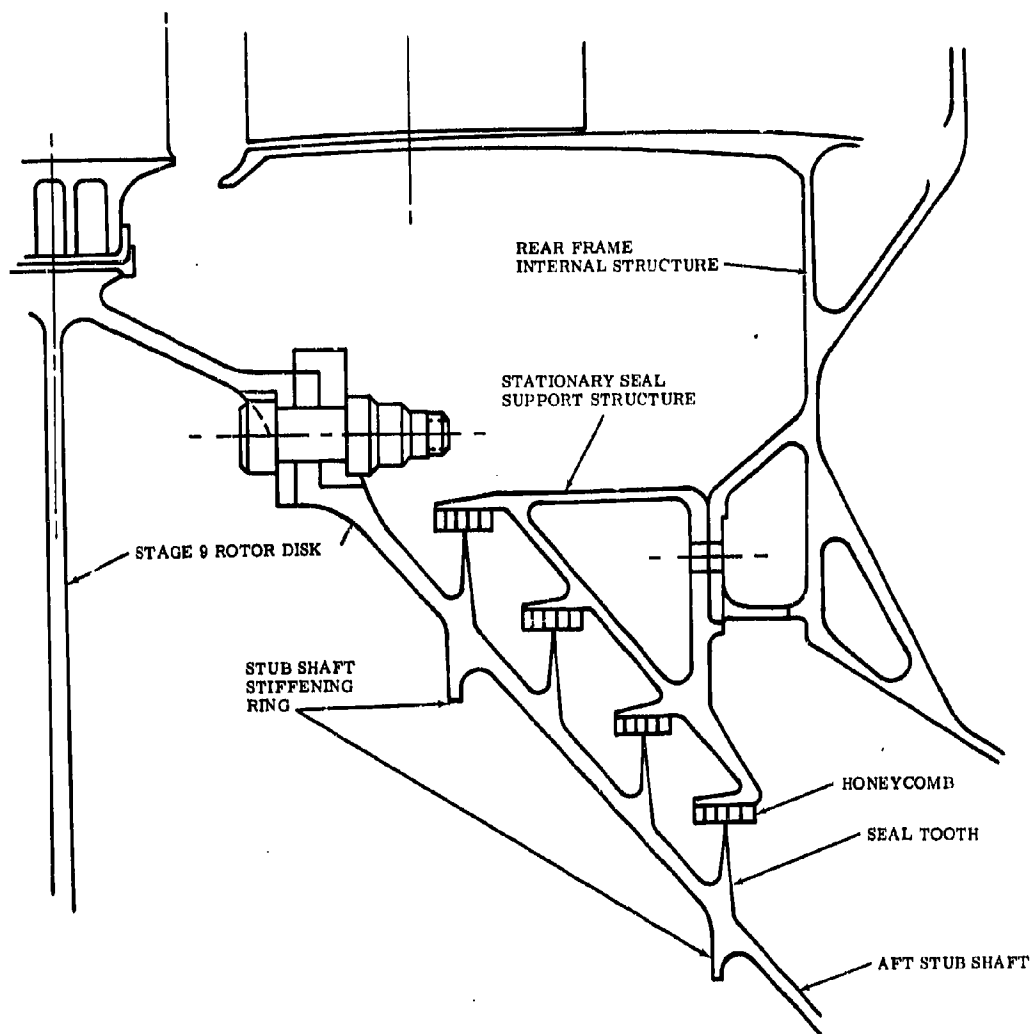 REAR FRAME
INTERNAL STRUCTURE
STATIONARY SEAL
SUPPORT STRUCTURE
STAGE 9 ROTOR DISK
STUB SHAFT
STIFFENING
RING
HONEYCOMB
SEAL TOOTH
AFT STUB SHAFT